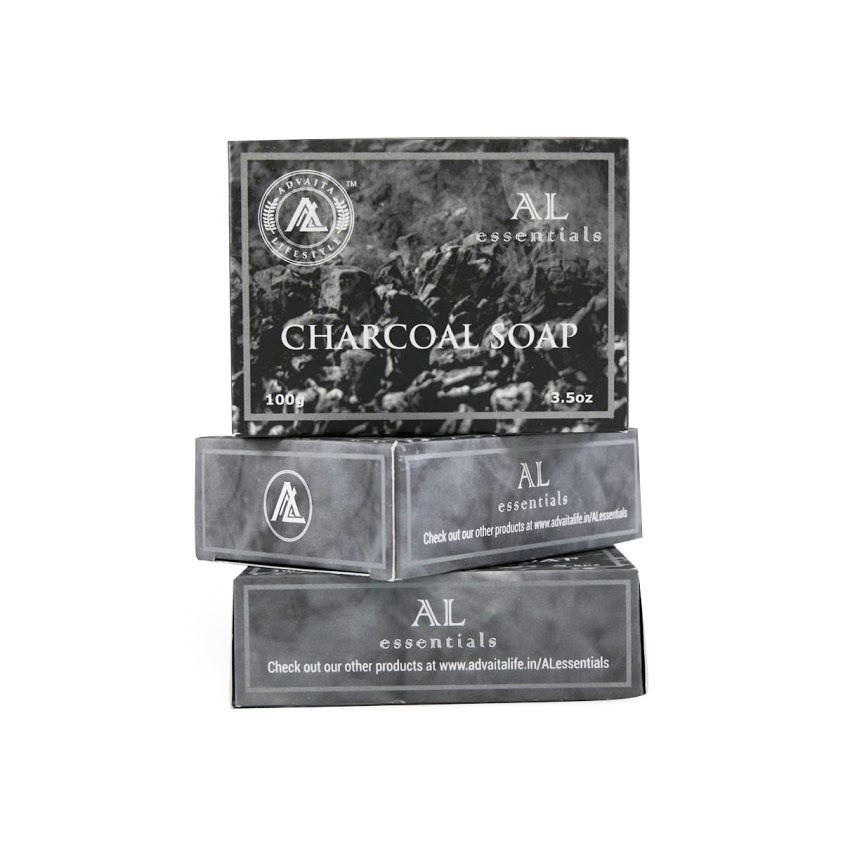 ADVAITA
LIFESTYLE
TM
AL
essentials
CHARCOAL SOAP
100g
3.5oz
AL
AL
essentials
Check out our other products at www.advaitalife.in/ALessentials
AL
essentials
Check out our other products at www.advaitalife.in/ALessentials